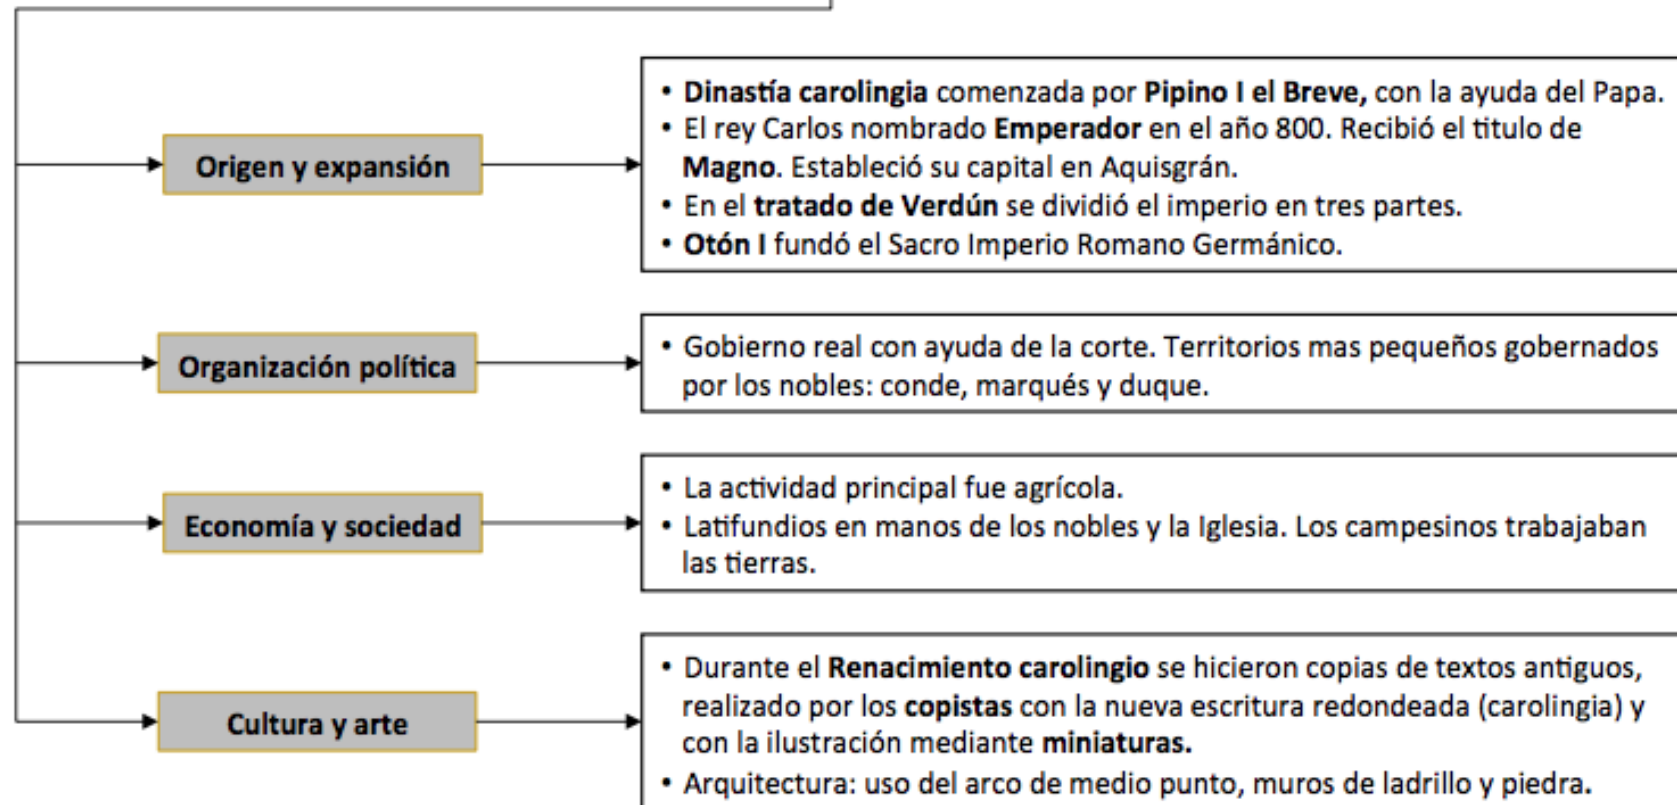 Origen y expansión
• Dinastía carolingia comenzada por Pipino I el Breve, con la ayuda del Papa.
• El rey Carlos nombrado Emperador en el año 800. Recibió el titulo de
Magno. Estableció su capital en Aquisgrán.
• En el tratado de Verdún se dividió el imperio en tres partes.
• Otón I fundó el Sacro Imperio Romano Germánico.
Organización política
• Gobierno real con ayuda de la corte. Territorios mas pequeños gobernados
por los nobles: conde, marqués y duque.
Economía y sociedad
• La actividad principal fue agrícola.
• Latifundios en manos de los nobles y la Iglesia. Los campesinos trabajaban
las tierras.
Cultura y arte
• Durante el Renacimiento carolingio se hicieron copias de textos antiguos,
realizado por los copistas con la nueva escritura redondeada (carolingia) y
con la ilustración mediante miniaturas.
• Arquitectura: uso del arco de medio punto, muros de ladrillo y piedra.